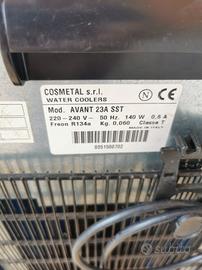 COSMETAL s.r.l.
WATER COOLERS
CE N
Mod. AVANT 23A SST
220-240 V~ 50 Hz. 140 W 0,6 A
Freon R134a Kg. 0,060 Classe T
MADE IN ITALY
0051500702
subito